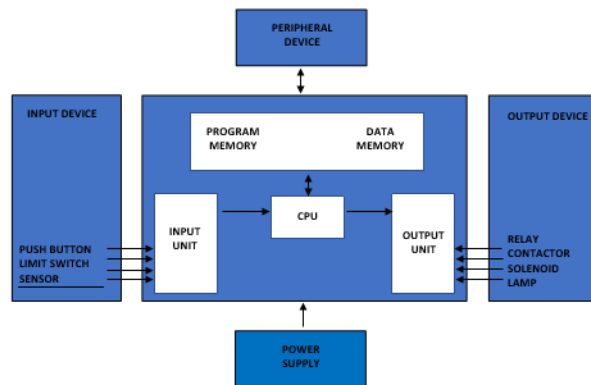 PERIPHERAL
DEVICE
INPUT DEVICE
PROGRAM
MEMORY
DATA
MEMORY
OUTPUT DEVICE
INPUT
UNIT
CPU
OUTPUT
UNIT
PUSH BUTTON
LIMIT SWITCH
SENSOR
RELAY
CONTACTOR
SOLENOID
LAMP
POWER
SUPPLY